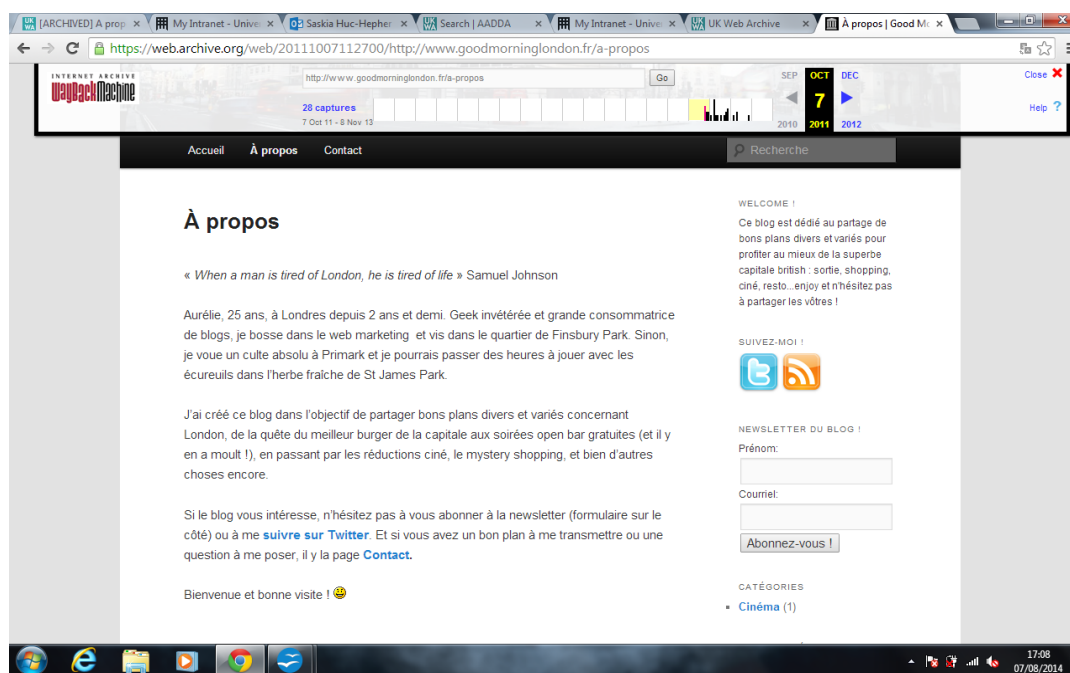 [ARCHIVED] A prop
My Intranet - Unive
Saskia Huc-Hepher
Search | AADDA
My Intranet - Unive
UK Web Archive
À propos | Good Mo
https://web.archive.org/web/20111007112700/http://www.goodmorninglondon.fr/a-propos
INTERNET ARCHIVE
WayBackMachine
http://www.goodmorninglondon.fr/a-propos
Go
28 captures
7 Oct 11 - 8 Nov 13
SEP OCT DEC
7
2010 2011 2012
Close
Help ?
Accueil À propos Contact
Recherche
À propos
« When a man is tired of London, he is tired of life » Samuel Johnson
Aurélie, 25 ans, à Londres depuis 2 ans et demi. Geek invétérée et grande consommatrice
de blogs, je bosse dans le web marketing et vis dans le quartier de Finsbury Park. Sinon,
je voue un culte absolu à Primark et je pourrais passer des heures à jouer avec les
écureuils dans l'herbe fraîche de St James Park.
J'ai créé ce blog dans l'objectif de partager bons plans divers et variés concernant
London, de la quête du meilleur burger de la capitale aux soirées open bar gratuites (et il y
en a moult !), en passant par les réductions ciné, le mystery shopping, et bien d'autres
choses encore.
Si le blog vous intéresse, n'hésitez pas à vous abonner à la newsletter (formulaire sur le
côté) ou à me suivre sur Twitter. Et si vous avez un bon plan à me transmettre ou une
question à me poser, il y la page Contact.
Bienvenue et bonne visite !
WELCOME !
Ce blog est dédié au partage de
bons plans divers et variés pour
profiter au mieux de la superbe
capitale british : sortie, shopping,
ciné, resto...enjoy et n'hésitez pas
à partager les vôtres !
SUIVEZ-MOI !
NEWSLETTER DU BLOG !
Prénom:
Courriel:
Abonnez-vous !
CATÉGORIES
Cinéma (1)
17:08
07/08/2014